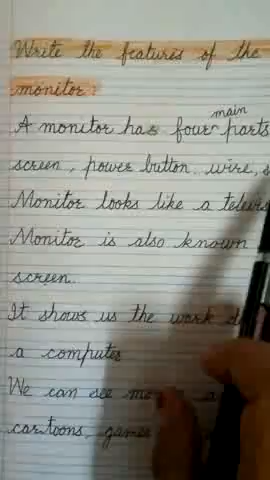 Write the features of the
monitor:
main
A monitor has four parts
screen, power button, wire,
Monitor looks like a
Monitor is also known
screen.
It shows us the work
a computer
We can see
cartoons, games